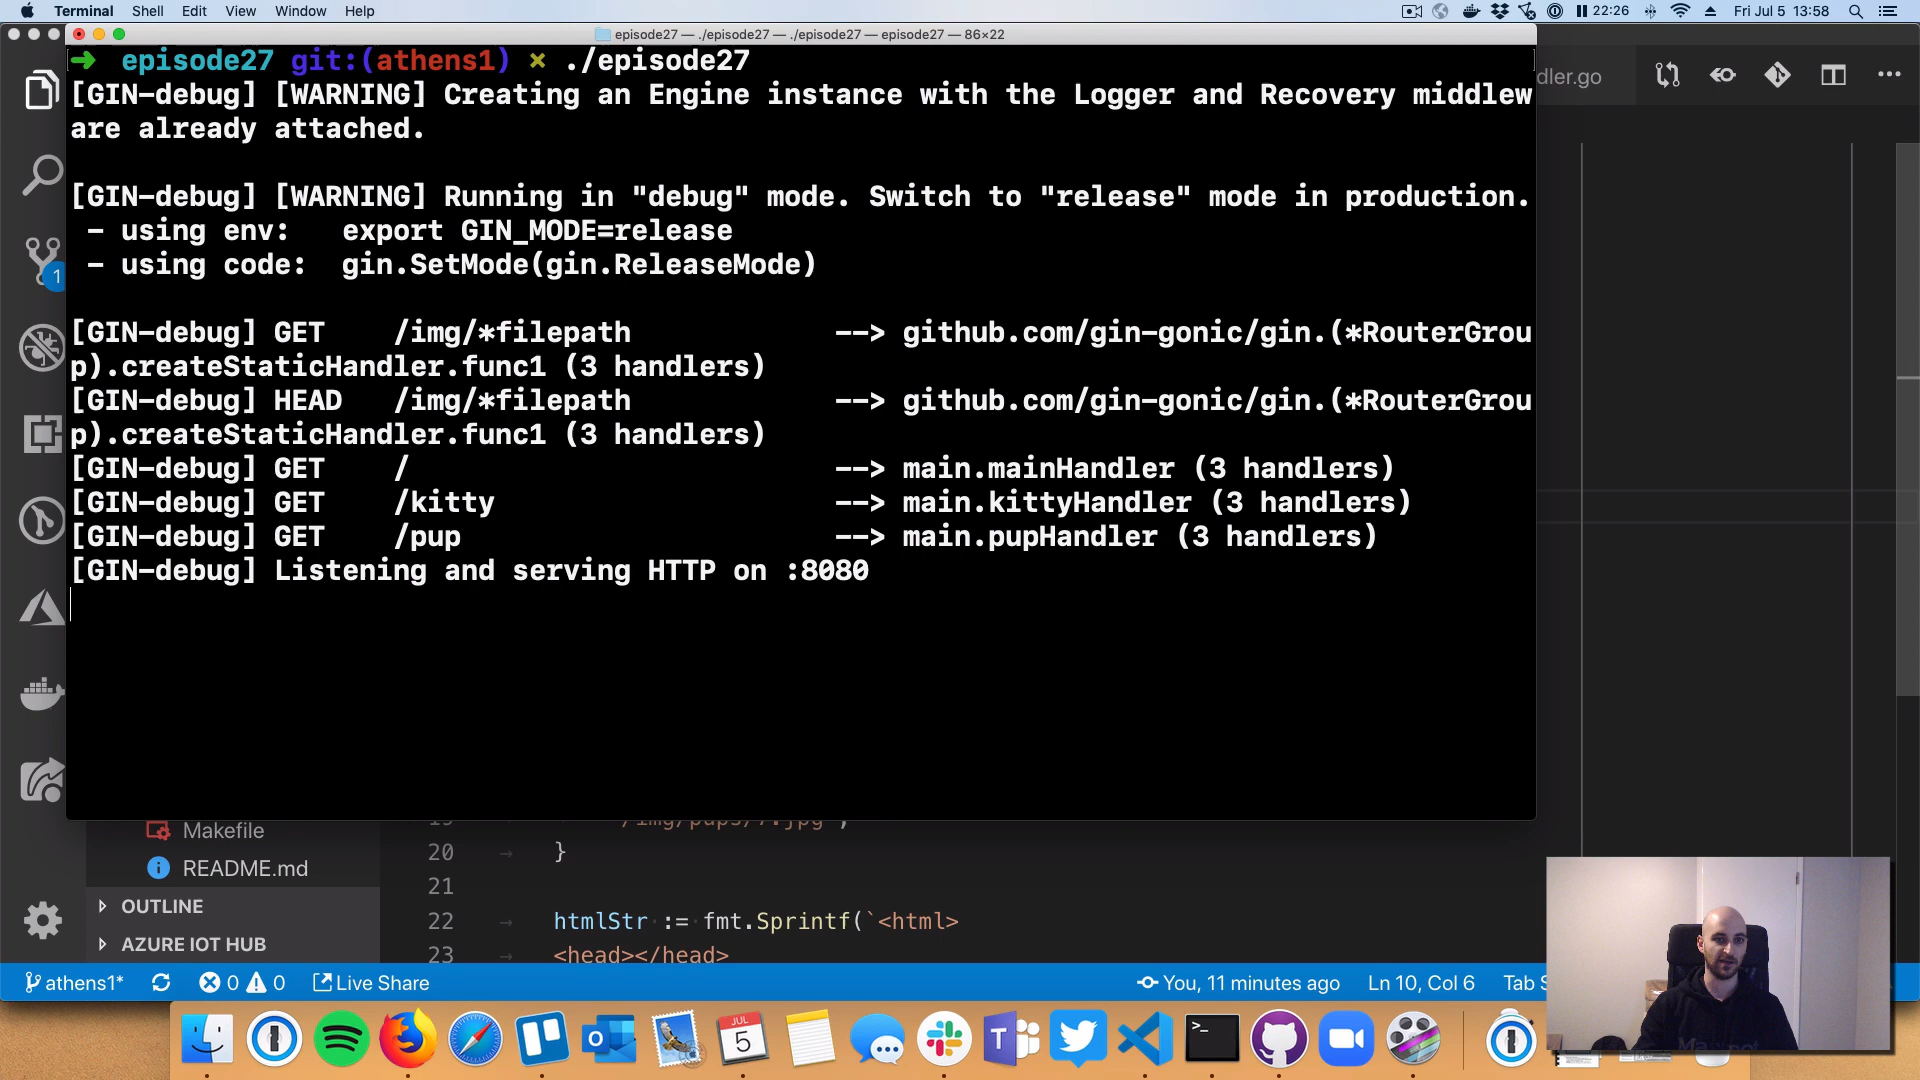 Terminal Shell Edit View Window Help 22:26 Fri Jul 5 13:58
episode27 — ./episode27 — ./episode27 — episode27 — 86×22
→ episode27 git:(athens1) × ./episode27
dler.go
[GIN-debug] [WARNING] Creating an Engine instance with the Logger and Recovery middlew
are already attached.
[GIN-debug] [WARNING] Running in "debug" mode. Switch to "release" mode in production.
- using env: export GIN_MODE=release
- using code: gin.SetMode(gin.ReleaseMode)
[GIN-debug] GET /img/*filepath --> github.com/gin-gonic/gin.(*RouterGrou
p).createStaticHandler.func1 (3 handlers)
[GIN-debug] HEAD /img/*filepath --> github.com/gin-gonic/gin.(*RouterGrou
p).createStaticHandler.func1 (3 handlers)
[GIN-debug] GET / --> main.mainHandler (3 handlers)
[GIN-debug] GET /kitty --> main.kittyHandler (3 handlers)
[GIN-debug] GET /pup --> main.pupHandler (3 handlers)
[GIN-debug] Listening and serving HTTP on :8080
1
Makefile
README.md
OUTLINE
AZURE IOT HUB
20 → }
21
22 → htmlStr := fmt.Sprintf(`<html>
23 → <head></head>
athens1* 0 0 Live Share You, 11 minutes ago Ln 10, Col 6 Tab S
JUL
5